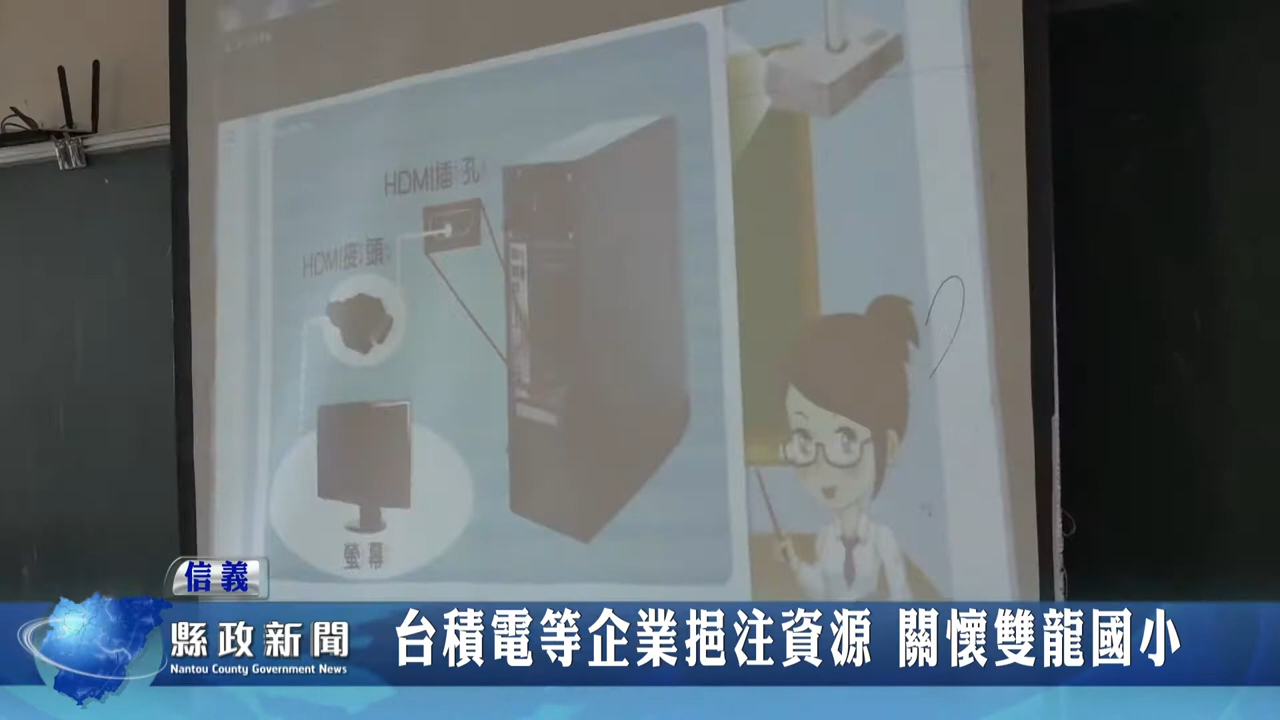 HDMI插孔
HDMI接頭
螢幕
信義
縣政新聞
Nantou County Government News
台積電等企業挹注資源 關懷雙龍國小